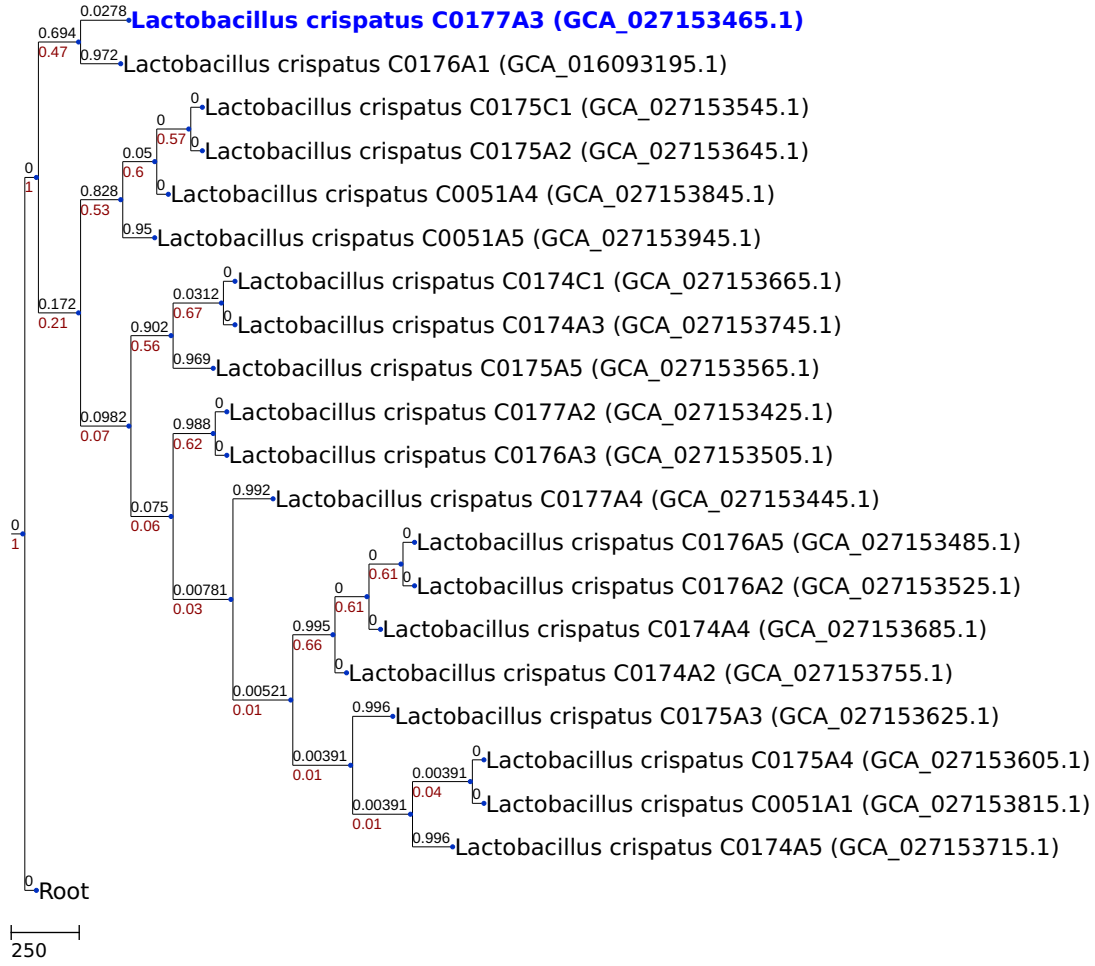 0.0278
Lactobacillus crispatus C0177A3 (GCA_027153465.1)
0.694
0.47
0.972
Lactobacillus crispatus C0176A1 (GCA_016093195.1)
0
Lactobacillus crispatus C0175C1 (GCA_027153545.1)
0
0.57
0
Lactobacillus crispatus C0175A2 (GCA_027153645.1)
0.05
0.6
0
1
0
Lactobacillus crispatus C0051A4 (GCA_027153845.1)
0.828
0.53
0.95
Lactobacillus crispatus C0051A5 (GCA_027153945.1)
0
Lactobacillus crispatus C0174C1 (GCA_027153665.1)
0.0312
0.67
0.172
0.21
0
Lactobacillus crispatus C0174A3 (GCA_027153745.1)
0.902
0.56
0.969
Lactobacillus crispatus C0175A5 (GCA_027153565.1)
0
Lactobacillus crispatus C0177A2 (GCA_027153425.1)
0.0982
0.07
0.988
0.62
0
Lactobacillus crispatus C0176A3 (GCA_027153505.1)
0.992
Lactobacillus crispatus C0177A4 (GCA_027153445.1)
0.075
0.06
0
1
0
Lactobacillus crispatus C0176A5 (GCA_027153485.1)
0
0.61
0
Lactobacillus crispatus C0176A2 (GCA_027153525.1)
0.00781
0.03
0
0.61
0
Lactobacillus crispatus C0174A4 (GCA_027153685.1)
0.995
0.66
0
Lactobacillus crispatus C0174A2 (GCA_027153755.1)
0.00521
0.01
0.996
Lactobacillus crispatus C0175A3 (GCA_027153625.1)
0
Lactobacillus crispatus C0175A4 (GCA_027153605.1)
0.00391
0.01
0.00391
0.04
0
Lactobacillus crispatus C0051A1 (GCA_027153815.1)
0.00391
0.01
0.996
Lactobacillus crispatus C0174A5 (GCA_027153715.1)
0
Root
250